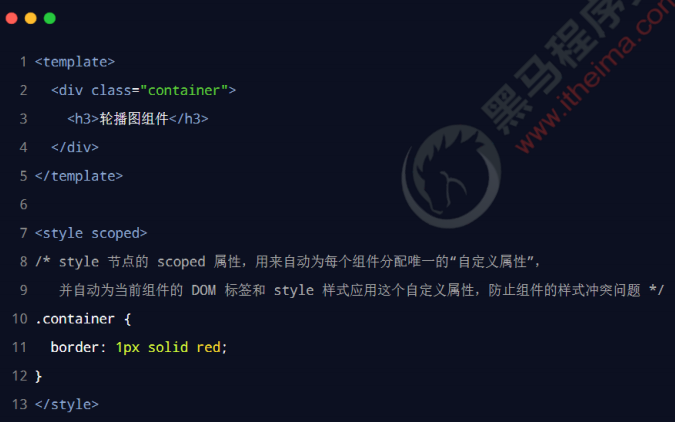 黑马程序
www.itheima.com
1 <template>
2 <div class="container">
3 <h3>轮播图组件</h3>
4 </div>
5 </template>
6
7 <style scoped>
8 /* style 节点的 scoped 属性，用来自动为每个组件分配唯一的“自定义属性”，
9 并自动为当前组件的 DOM 标签和 style 样式应用这个自定义属性，防止组件的样式冲突问题 */
10 .container {
11 border: 1px solid red;
12 }
13 </style>